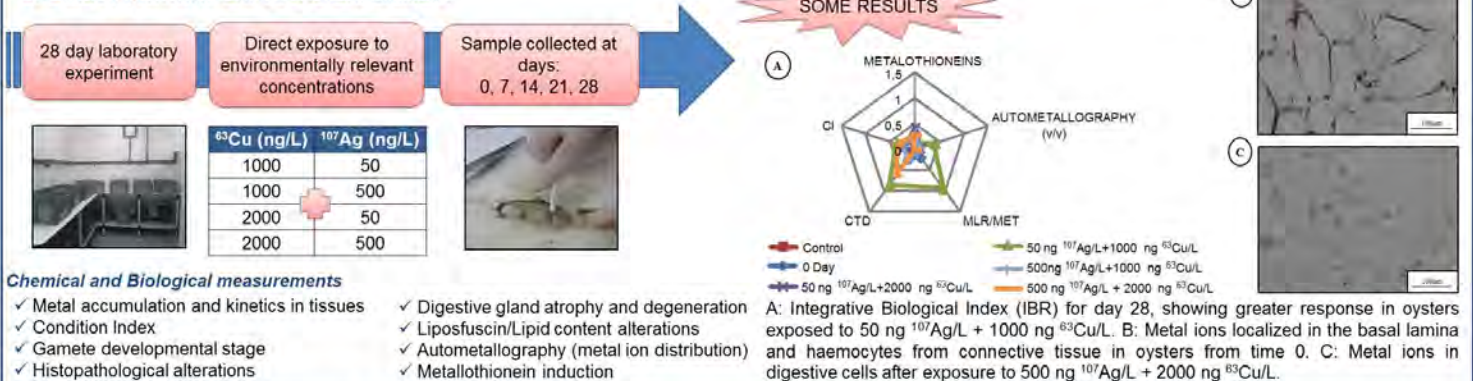 28 day laboratory
experiment
Direct exposure to
environmentally relevant
concentrations
Sample collected at
days:
0, 7, 14, 21, 28
⁶³Cu (ng/L) ¹⁰⁷Ag (ng/L)
1000 50
1000 500
2000 50
2000 500
Chemical and Biological measurements
✓ Metal accumulation and kinetics in tissues
✓ Condition Index
✓ Gamete developmental stage
✓ Histopathological alterations
✓ Digestive gland atrophy and degeneration
✓ Liposfuscin/Lipid content alterations
✓ Autometallography (metal ion distribution)
✓ Metallothionein induction
SOME RESULTS
A
METALOTHIONEINS
1,5
1
0,5
0
AUTOMETALLOGRAPHY
(v/v)
MLR/MET
CTD
CI
Control
0 Day
50 ng ¹⁰⁷Ag/L+2000 ng ⁶³Cu/L
50 ng ¹⁰⁷Ag/L+1000 ng ⁶³Cu/L
500ng ¹⁰⁷Ag/L+1000 ng ⁶³Cu/L
500 ng ¹⁰⁷Ag/L + 2000 ng ⁶³Cu/L
C
A: Integrative Biological Index (IBR) for day 28, showing greater response in oysters
exposed to 50 ng ¹⁰⁷Ag/L + 1000 ng ⁶³Cu/L. B: Metal ions localized in the basal lamina
and haemocytes from connective tissue in oysters from time 0. C: Metal ions in
digestive cells after exposure to 500 ng ¹⁰⁷Ag/L + 2000 ng ⁶³Cu/L.